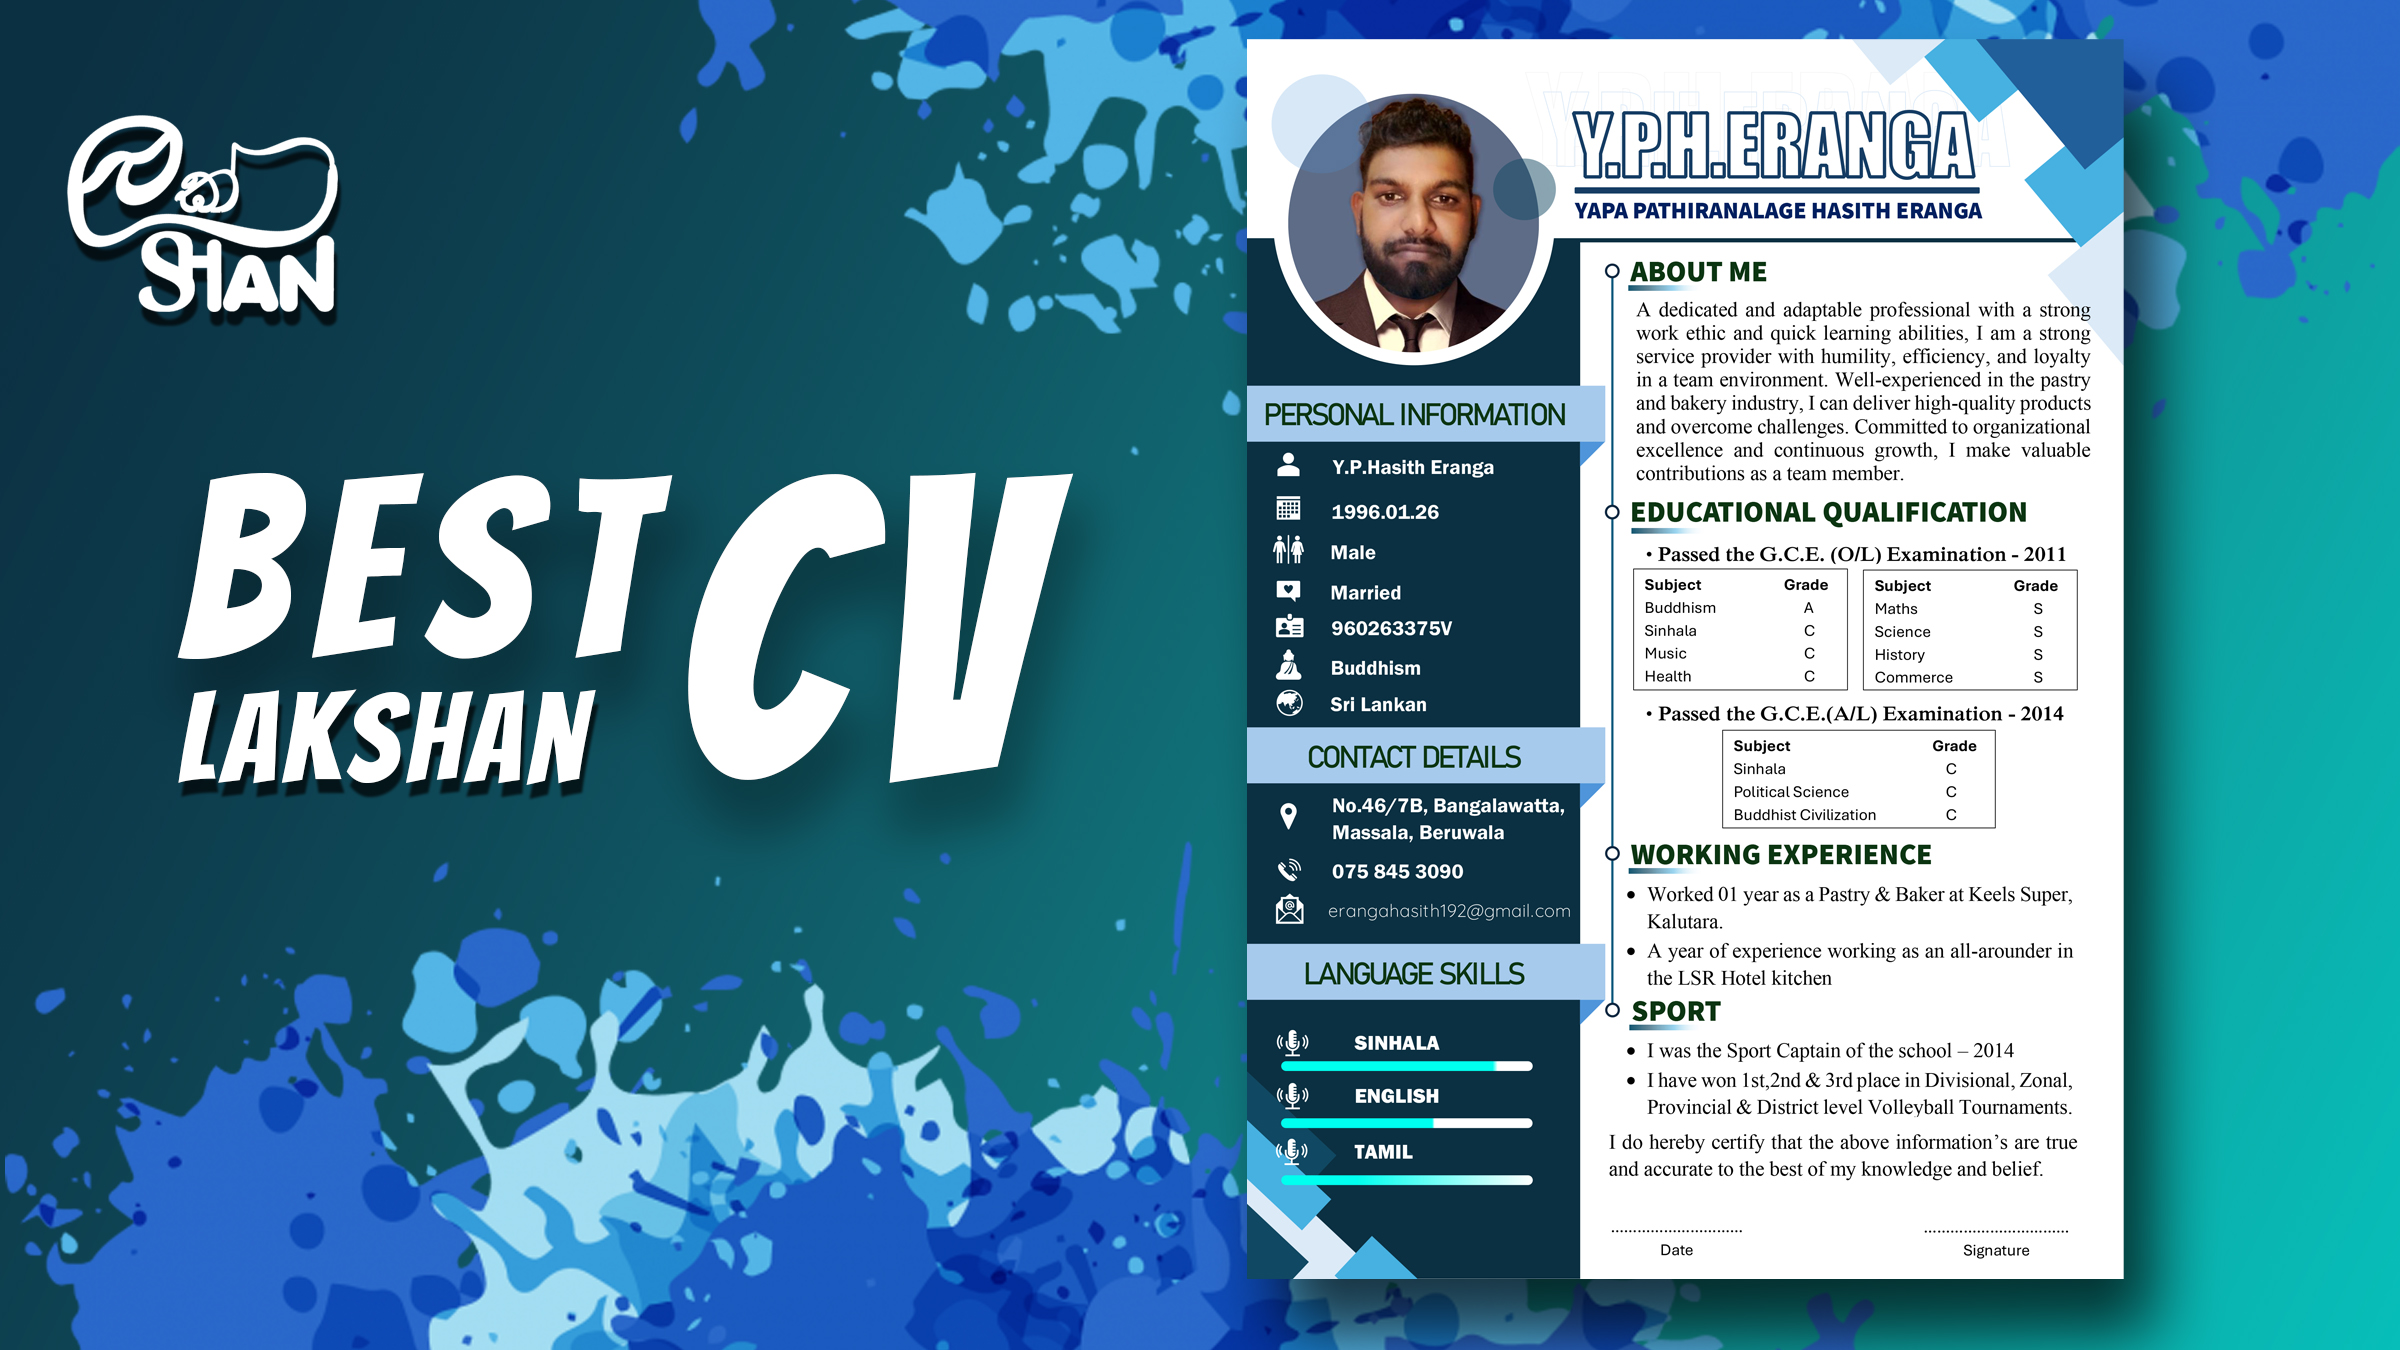 ලක්
SHAN
BEST
LAKSHAN
CV
Y.P.H.ERANGA
YAPA PATHIRANALAGE HASITH ERANGA
PERSONAL INFORMATION
Y.P.Hasith Eranga
1996.01.26
Male
Married
960263375V
Buddhism
Sri Lankan
CONTACT DETAILS
No.46/7B, Bangalawatta,
Massala, Beruwala
075 845 3090
erangahasith192@gmail.com
LANGUAGE SKILLS
SINHALA
ENGLISH
TAMIL
ABOUT ME
A dedicated and adaptable professional with a strong
work ethic and quick learning abilities, I am a strong
service provider with humility, efficiency, and loyalty
in a team environment. Well-experienced in the pastry
and bakery industry, I can deliver high-quality products
and overcome challenges. Committed to organizational
excellence and continuous growth, I make valuable
contributions as a team member.
EDUCATIONAL QUALIFICATION
• Passed the G.C.E. (O/L) Examination - 2011
Subject Grade
Buddhism A
Sinhala C
Music C
Health C
Subject Grade
Maths S
Science S
History S
Commerce S
• Passed the G.C.E.(A/L) Examination - 2014
Subject Grade
Sinhala C
Political Science C
Buddhist Civilization C
WORKING EXPERIENCE
• Worked 01 year as a Pastry & Baker at Keels Super,
Kalutara.
• A year of experience working as an all-arounder in
the LSR Hotel kitchen
SPORT
• I was the Sport Captain of the school – 2014
• I have won 1st,2nd & 3rd place in Divisional, Zonal,
Provincial & District level Volleyball Tournaments.
I do hereby certify that the above information’s are true
and accurate to the best of my knowledge and belief.
Date
Signature